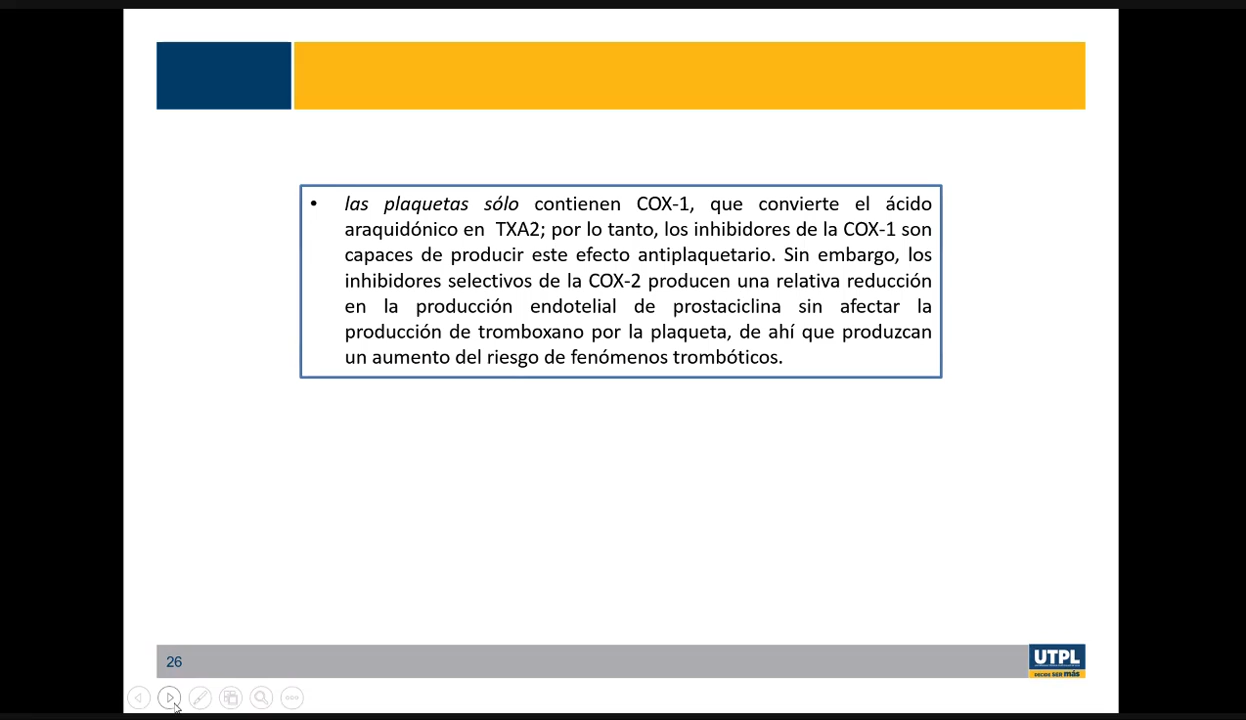 • las plaquetas sólo contienen COX-1, que convierte el ácido
araquidónico en TXA2; por lo tanto, los inhibidores de la COX-1 son
capaces de producir este efecto antiplaquetario. Sin embargo, los
inhibidores selectivos de la COX-2 producen una relativa reducción
en la producción endotelial de prostaciclina sin afectar la
producción de tromboxano por la plaqueta, de ahí que produzcan
un aumento del riesgo de fenómenos trombóticos.
26
UTPL
DECIDE SER más